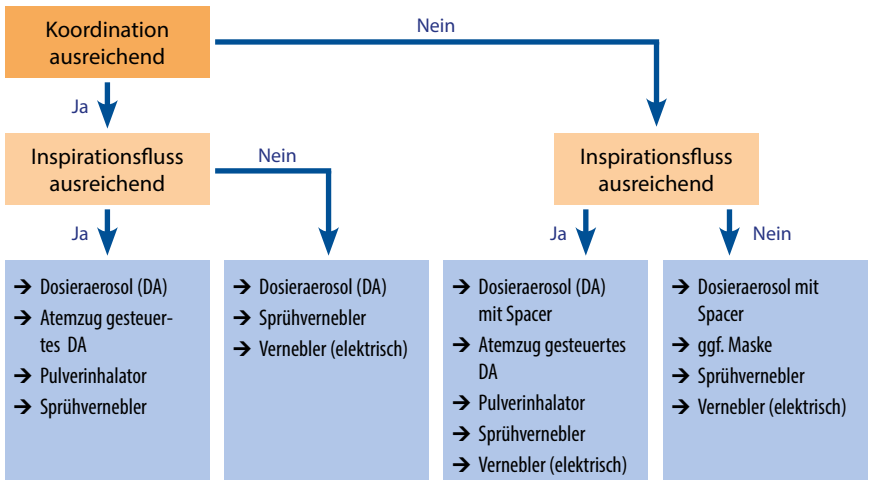 Koordination
ausreichend
Nein
Ja
Inspirationsfluss
ausreichend
Nein
Inspirationsfluss
ausreichend
Ja
Ja
Nein
➔ Dosieraerosol (DA)
➔ Atemzug gesteuer-
tes DA
➔ Pulverinhalator
➔ Sprühvernebler
➔ Dosieraerosol (DA)
➔ Sprühvernebler
➔ Vernebler (elektrisch)
➔ Dosieraerosol (DA)
mit Spacer
➔ Atemzug gesteuertes
DA
➔ Pulverinhalator
➔ Sprühvernebler
➔ Vernebler (elektrisch)
➔ Dosieraerosol mit
Spacer
➔ ggf. Maske
➔ Sprühvernebler
➔ Vernebler (elektrisch)